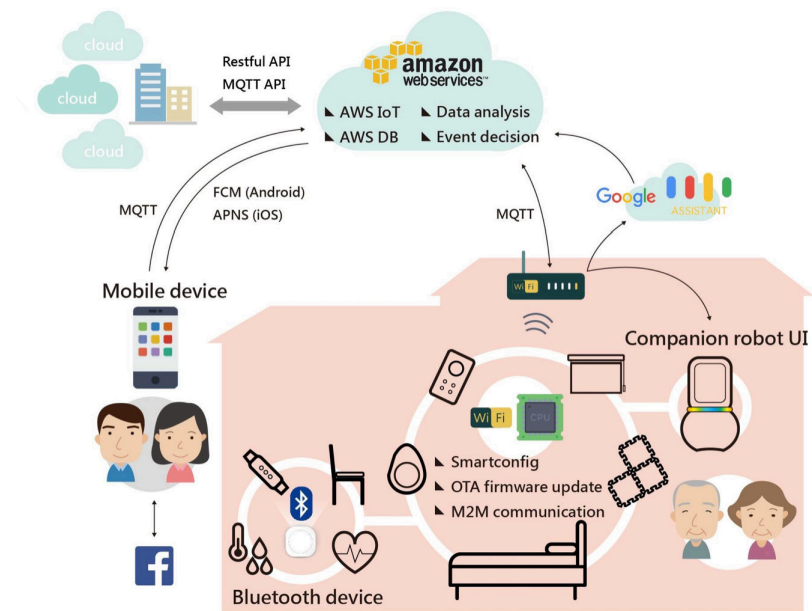 cloud
cloud
cloud
Restful API
MQTT API
amazon
web services™
AWS IoT
Data analysis
AWS DB
Event decision
MQTT
FCM (Android)
APNS (iOS)
MQTT
Google
ASSISTANT
Wi Fi
Mobile device
Companion robot UI
Wi Fi
CPU
Smartconfig
OTA firmware update
M2M communication
f
Bluetooth device